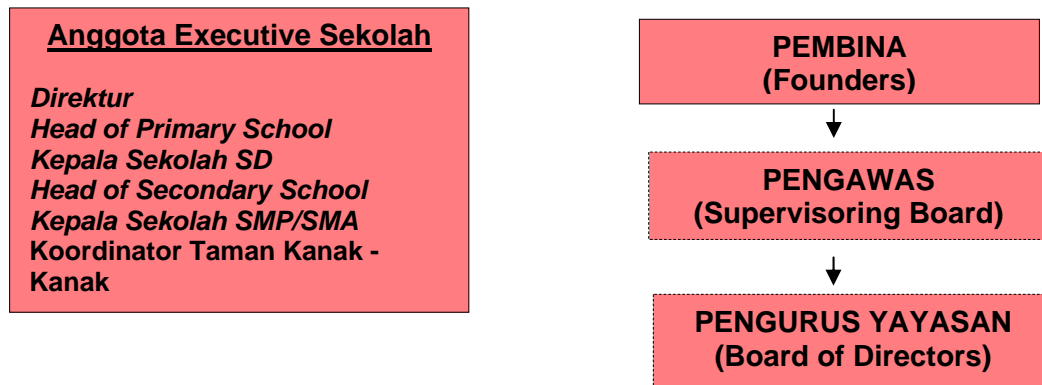 Anggota Executive Sekolah
Direktur
Head of Primary School
Kepala Sekolah SD
Head of Secondary School
Kepala Sekolah SMP/SMA
Koordinator Taman Kanak -
Kanak
PEMBINA
(Founders)
PENGAWAS
(Supervisoring Board)
PENGURUS YAYASAN
(Board of Directors)